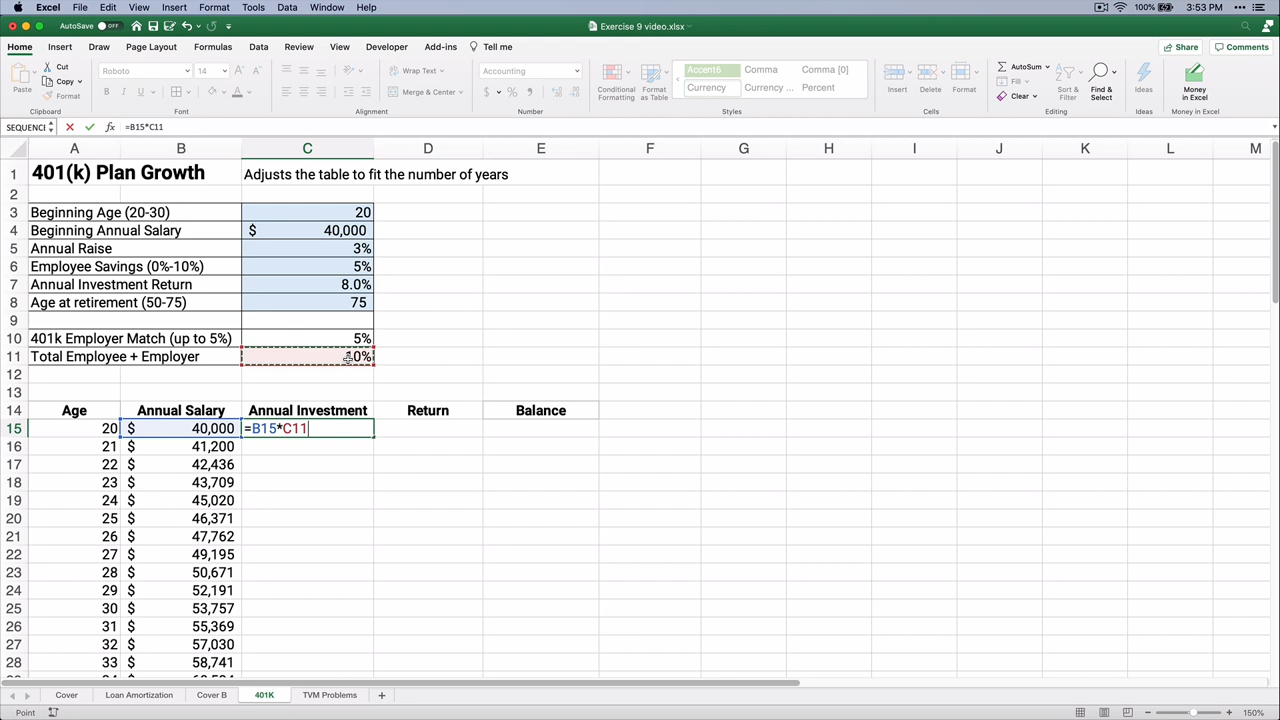 Excel File Edit View Insert Format Tools Data Window Help 100% 3:53 PM
AutoSave OFF Exercise 9 video.xlsx
Home Insert Draw Page Layout Formulas Data Review View Developer Add-ins Tell me Share Comments
Paste Cut Copy Format Roboto 14 Wrap Text Merge & Center Accounting Conditional Formatting Format as Table Accent6 Comma Comma [0] Currency Currency ... Percent Insert Delete Format AutoSum Fill Clear Sort & Filter Find & Select Ideas Money in Excel
Clipboard Font Alignment Number Styles Cells Editing Ideas Money in Excel
SEQUENCE fx =B15*C11
A B C D E F G H I J K L M
1 401(k) Plan Growth Adjusts the table to fit the number of years
2
3 Beginning Age (20-30) 20
4 Beginning Annual Salary $ 40,000
5 Annual Raise 3%
6 Employee Savings (0%-10%) 5%
7 Annual Investment Return 8.0%
8 Age at retirement (50-75) 75
9
10 401k Employer Match (up to 5%) 5%
11 Total Employee + Employer 10%
12
13
14 Age Annual Salary Annual Investment Return Balance
15 20 $ 40,000 =B15*C11
16 21 $ 41,200
17 22 $ 42,436
18 23 $ 43,709
19 24 $ 45,020
20 25 $ 46,371
21 26 $ 47,762
22 27 $ 49,195
23 28 $ 50,671
24 29 $ 52,191
25 30 $ 53,757
26 31 $ 55,369
27 32 $ 57,030
28 33 $ 58,741
Cover Loan Amortization Cover B 401K TVM Problems +
Point 150%